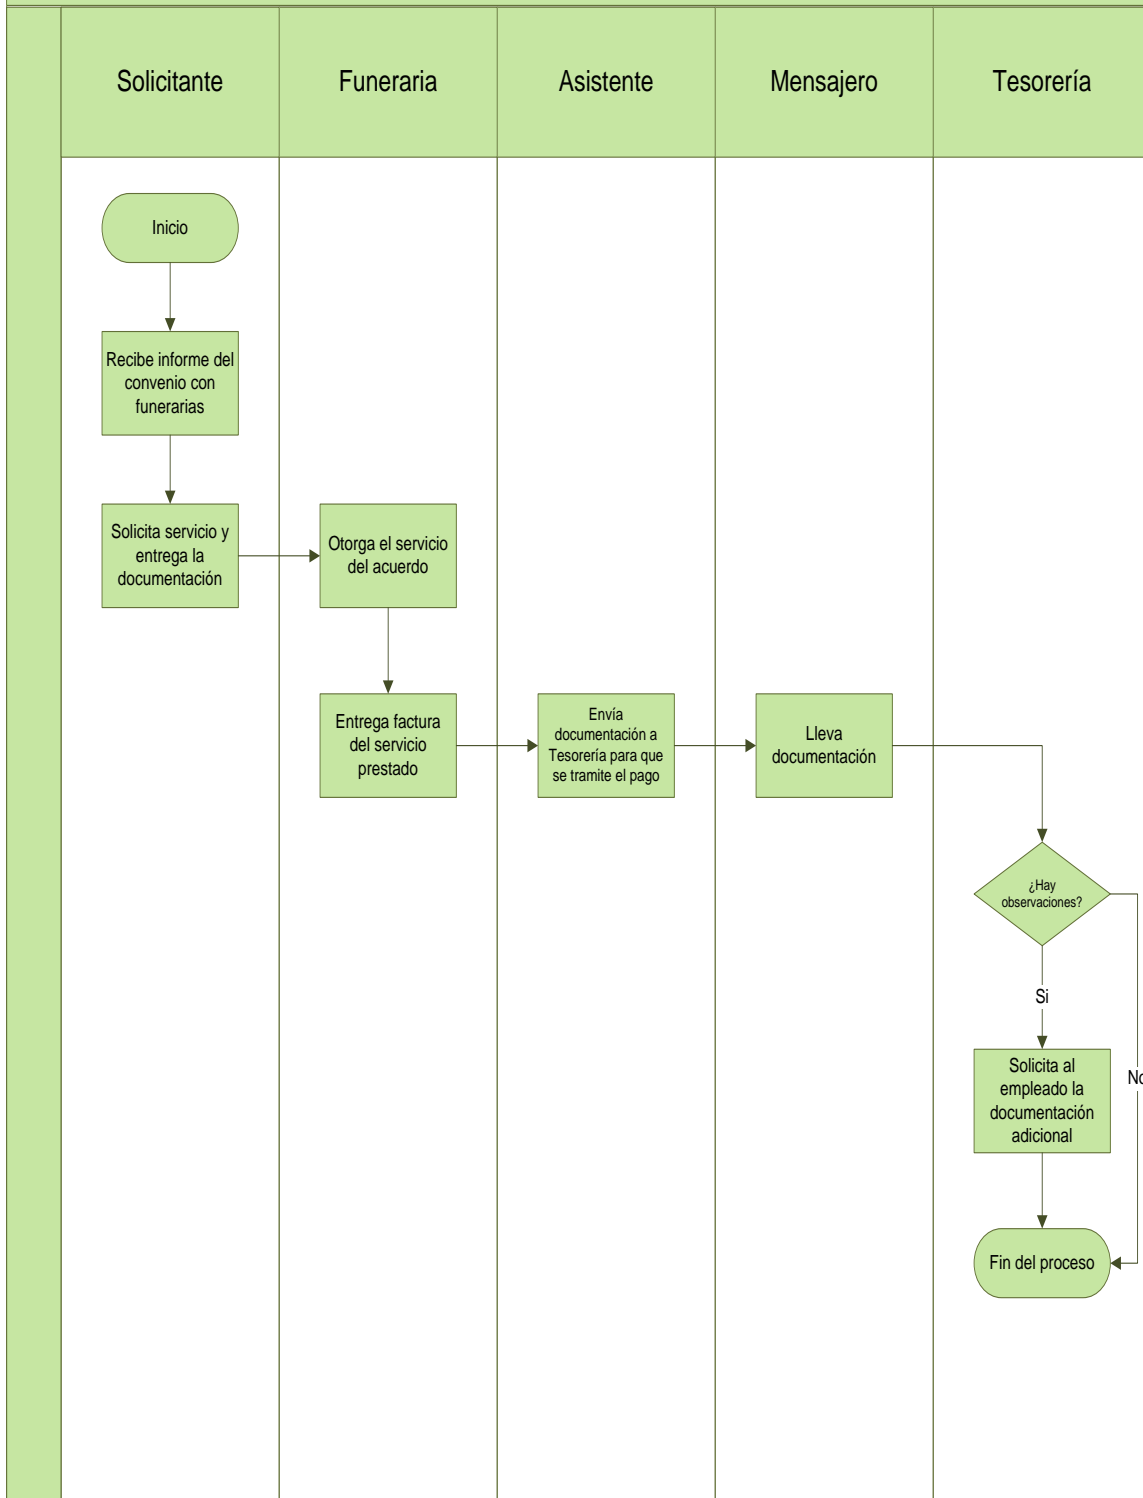 Solicitante
Funeraria
Asistente
Mensajero
Tesorería
Inicio
Recibe informe del
convenio con
funerarias
Solicita servicio y
entrega la
documentación
Otorga el servicio
del acuerdo
Entrega factura
del servicio
prestado
Envía
documentación a
Tesorería para que
se tramite el pago
Lleva
documentación
¿Hay
observaciones?
Si
Solicita al
empleado la
documentación
adicional
No
Fin del proceso